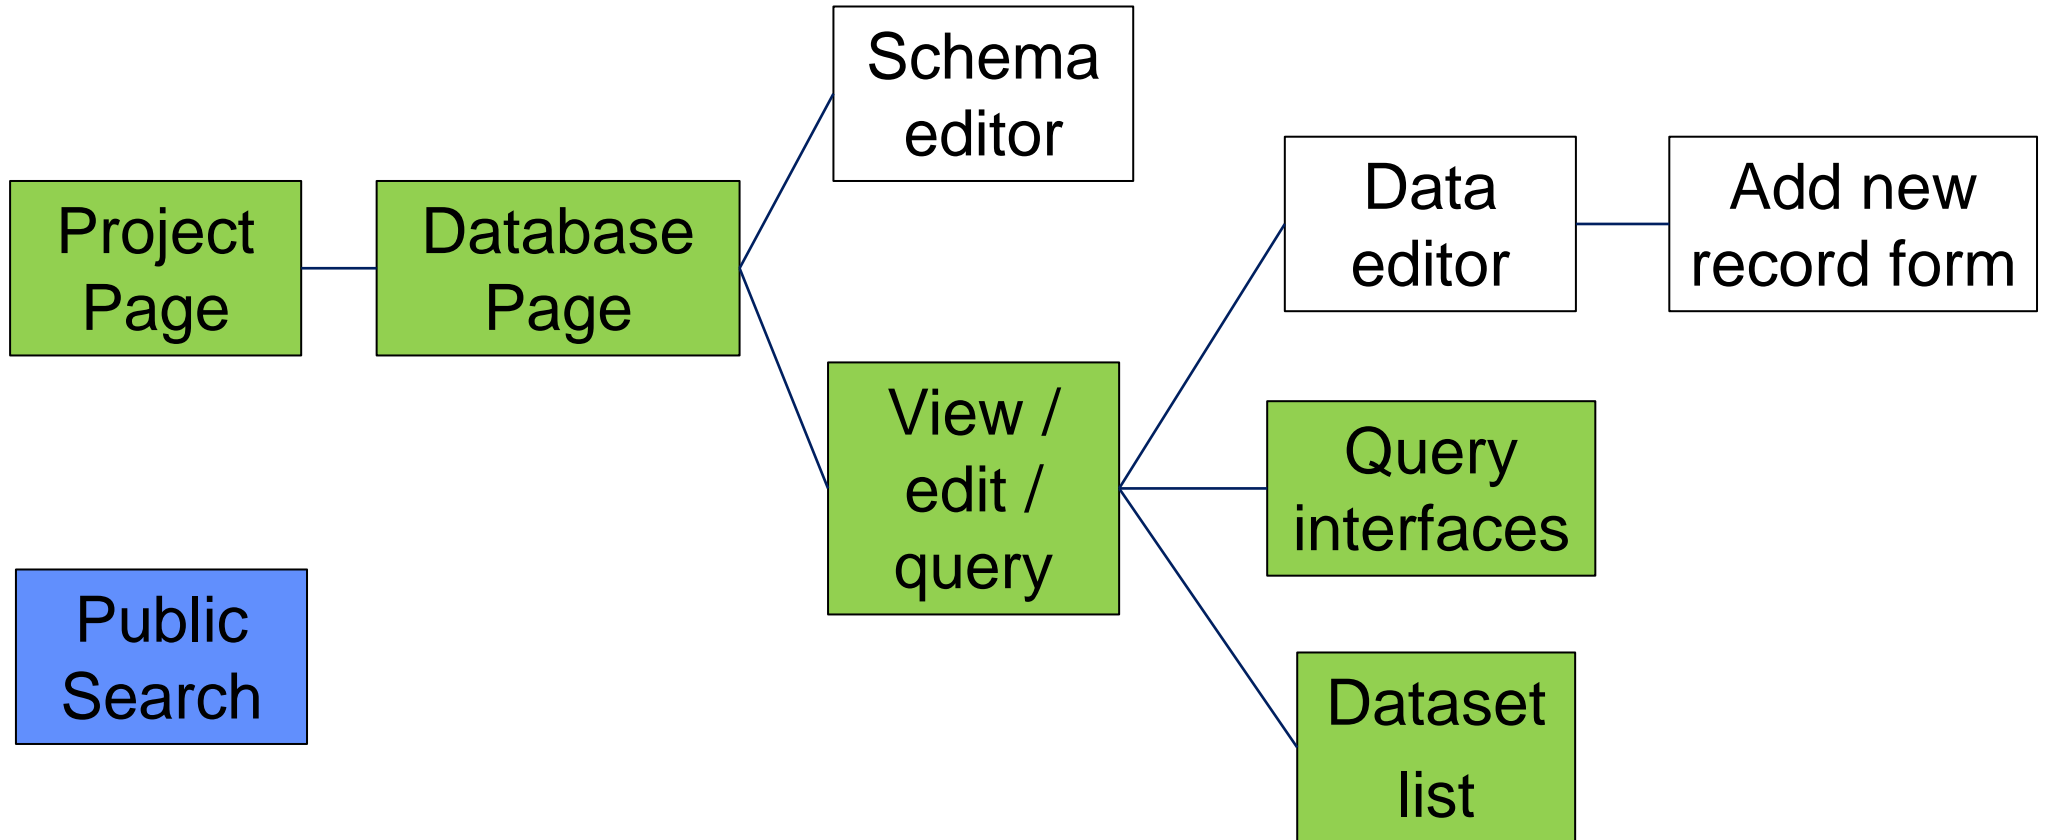 Schema
editor
Project
Page
Database
Page
Data
editor
Add new
record form
View /
edit /
query
Query
interfaces
Public
Search
Dataset
list